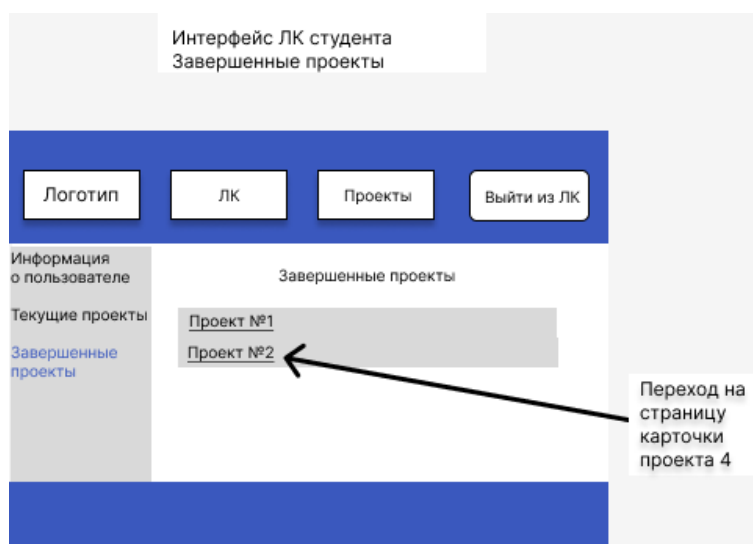 Интерфейс ЛК студента
Завершенные проекты
Логотип
ЛК
Проекты
Выйти из ЛК
Информация
о пользователе
Текущие проекты
Завершенные
проекты
Завершенные проекты
Проект №1
Проект №2
Переход на
страницу
карточки
проекта 4